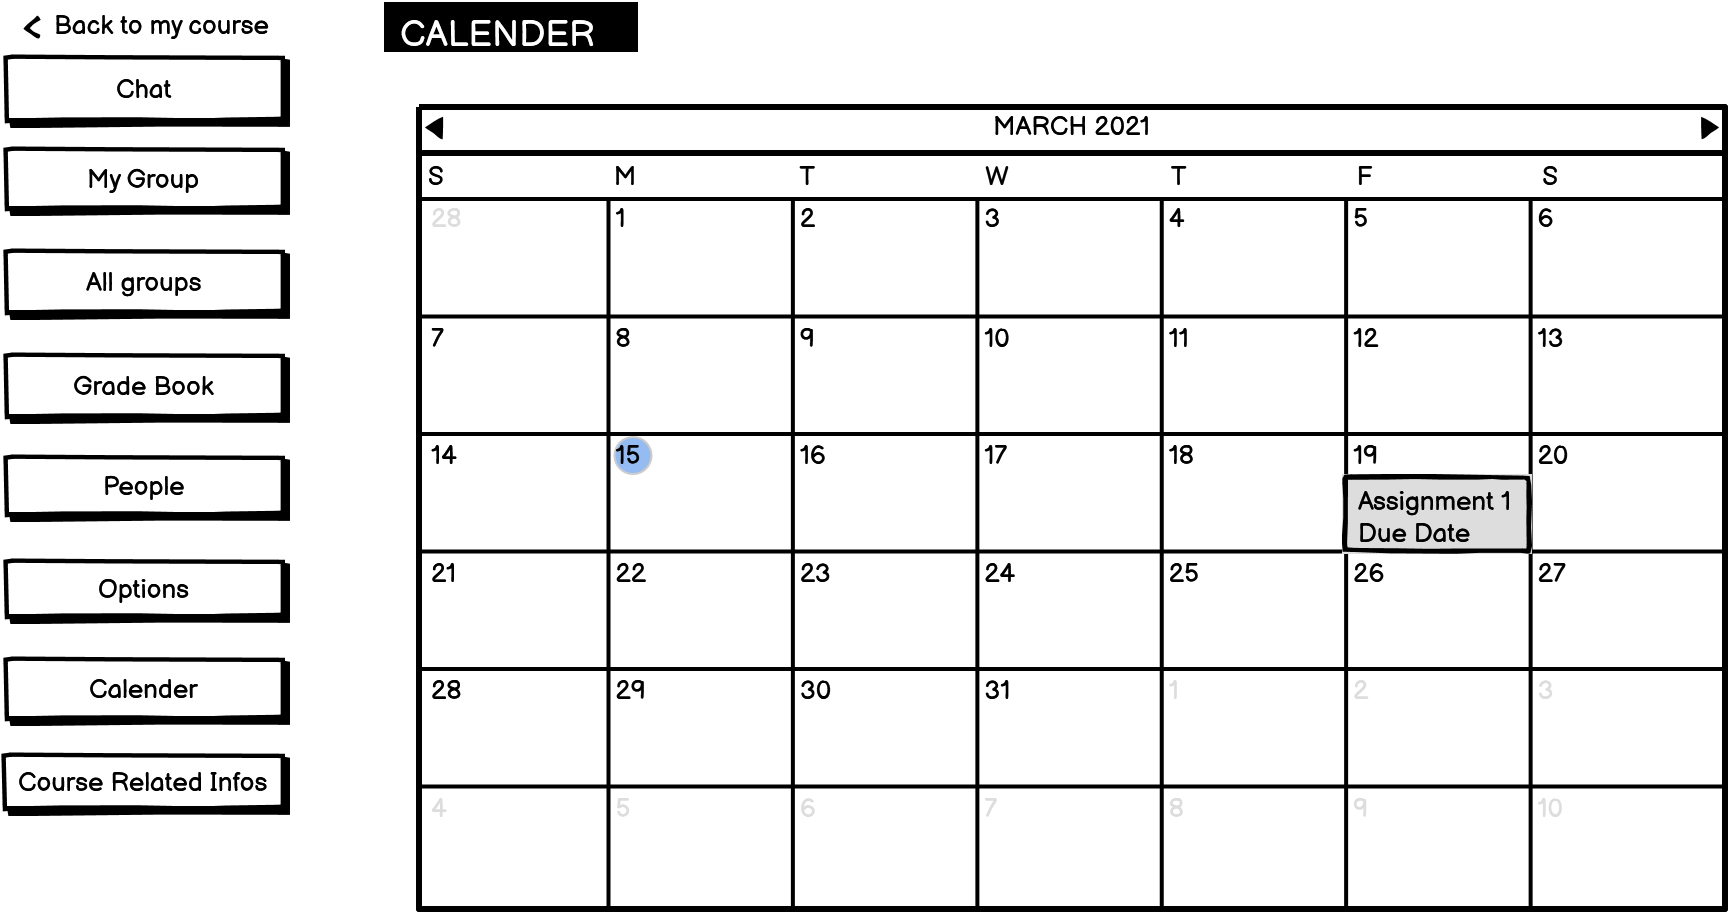 Back to my course
Chat
My Group
All groups
Grade Book
People
Options
Calender
Course Related Infos
CALENDER
MARCH 2021
S M T W T F S
28 1 2 3 4 5 6
7 8 9 10 11 12 13
14 15 16 17 18 19 20
Assignment 1
Due Date
21 22 23 24 25 26 27
28 29 30 31 1 2 3
4 5 6 7 8 9 10